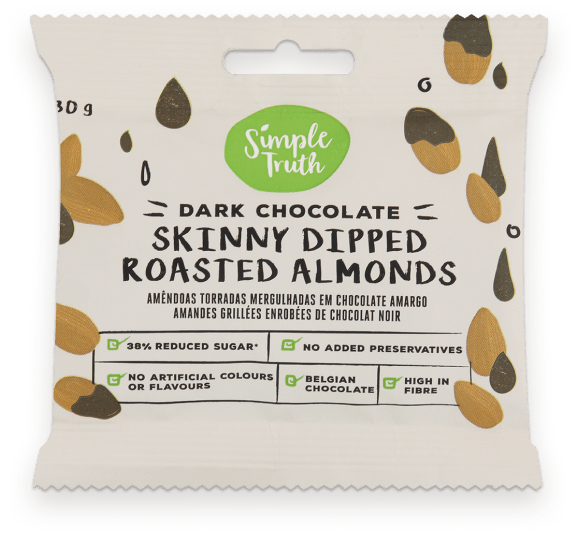 30 g
Simple
Truth
DARK CHOCOLATE
SKINNY DIPPED
ROASTED ALMONDS
AMÊNDOAS TORRADAS MERGULHADAS EM CHOCOLATE AMARGO
AMANDES GRILLÉES ENROBÉES DE CHOCOLAT NOIR
38% REDUCED SUGAR*
NO ADDED PRESERVATIVES
NO ARTIFICIAL COLOURS
OR FLAVOURS
BELGIAN
CHOCOLATE
HIGH IN
FIBRE